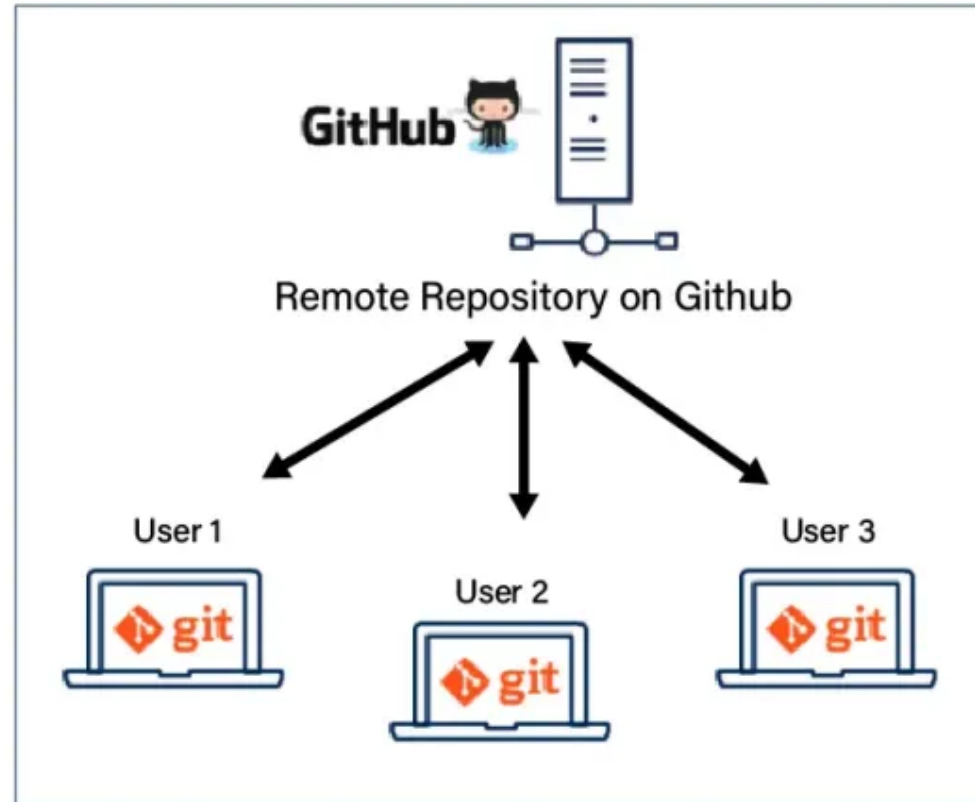 GitHub
Remote Repository on Github
User 1
User 2
User 3
git
git
git